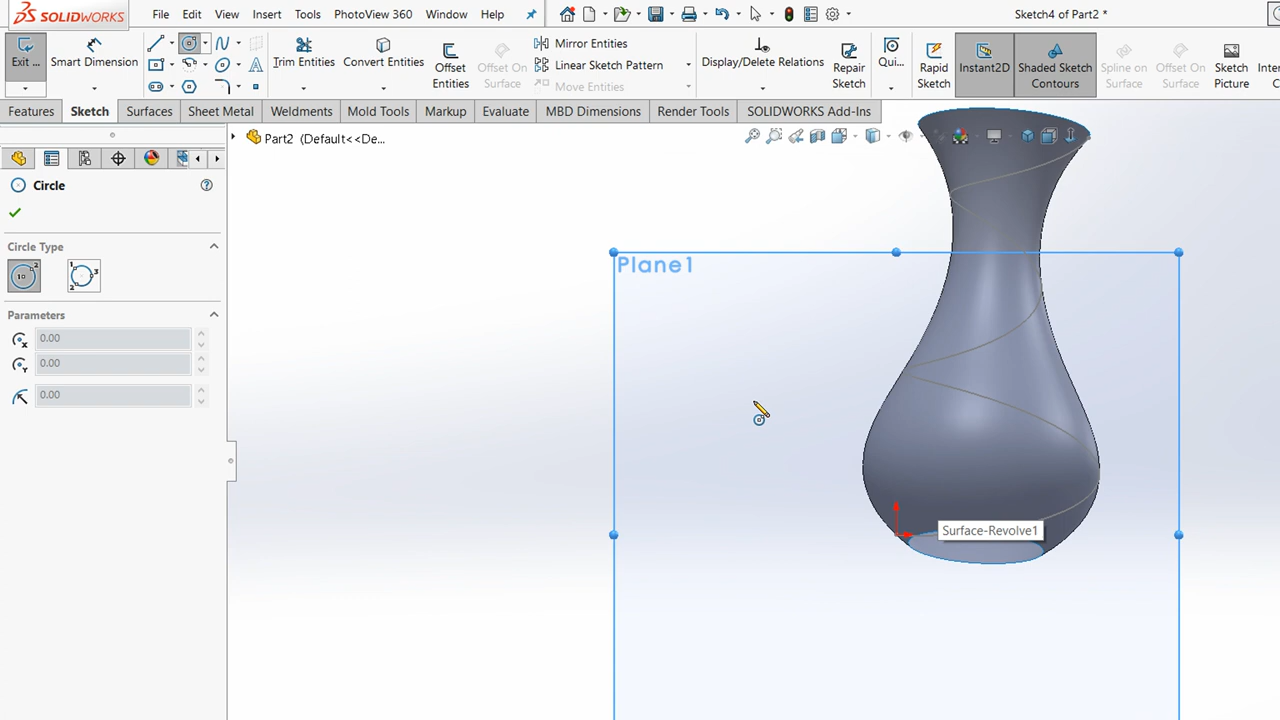 SOLIDWORKS
File Edit View Insert Tools PhotoView 360 Window Help
Sketch4 of Part2 *
Exit ...
Smart Dimension
Trim Entities
Convert Entities
Offset Entities
Offset On Surface
Mirror Entities
Linear Sketch Pattern
Move Entities
Display/Delete Relations
Repair Sketch
Qui...
Rapid Sketch
Instant2D
Shaded Sketch Contours
Spline on Surface
Offset On Surface
Sketch Picture
Features Sketch Surfaces Sheet Metal Weldments Mold Tools Markup Evaluate MBD Dimensions Render Tools SOLIDWORKS Add-Ins
Part2 (Default<<De...
Circle
Circle Type
Parameters
0.00
0.00
0.00
Plane1
Surface-Revolve1